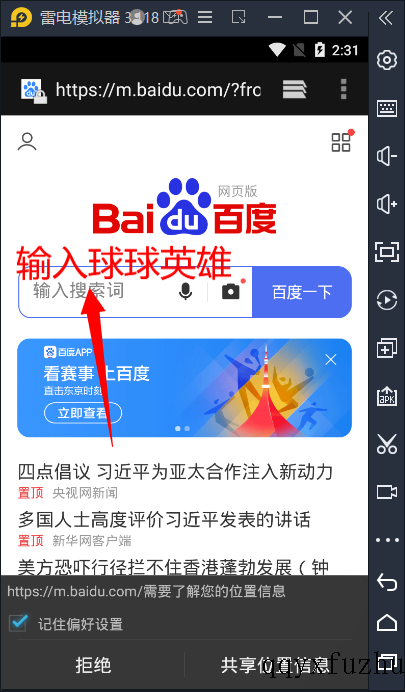 雷电模拟器
2:31
https://m.baidu.com/?fro
网页版
Bai du 百度
输入球球英雄
输入搜索词
百度一下
百度APP
看赛事 上百度
直击东京时刻
立即查看
四点倡议 习近平为亚太合作注入新动力
置顶 央视网新闻
多国人士高度评价习近平发表的讲话
置顶 新华网客户端
美方恐吓行径拦不住香港蓬勃发展（钟
https://m.baidu.com/需要了解您的位置信息
记住偏好设置
拒绝
共享位置信息
qqyxfuzhu
APK